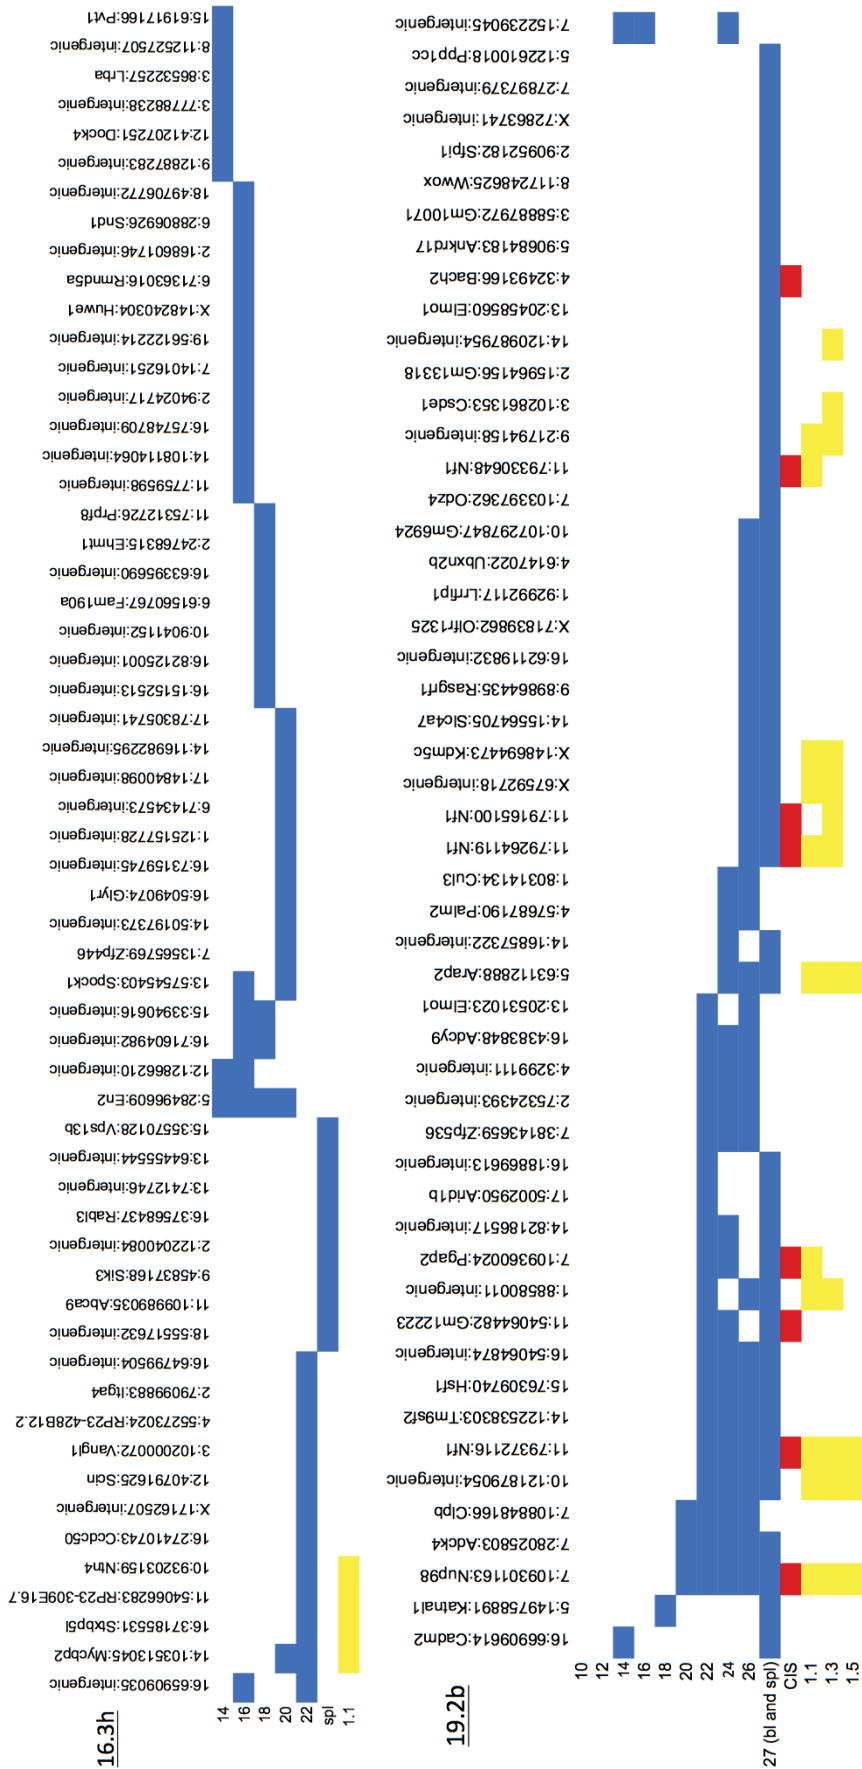 16.3h
15:61917166:Pvt1
8:112527507:intergenic
3:86532257:Lrba
3:77788238:intergenic
12:41207251:Dock4
9:12887283:intergenic
18:49706772:intergenic
6:28806926:Snd1
2:168601746:intergenic
6:71363016:Rmnd5a
X:148240304:Huwe1
19:56122214:intergenic
7:14016251:intergenic
2:94024717:intergenic
16:75748709:intergenic
14:108114064:intergenic
11:7759598:intergenic
11:75312726:Prpf8
2:24768315:Ehmt1
16:63395690:intergenic
6:61560767:Fam190a
10:9041152:intergenic
16:82125001:intergenic
16:15152513:intergenic
17:78305741:intergenic
14:116982295:intergenic
17:14840098:intergenic
6:71434573:intergenic
1:125157728:intergenic
16:73159745:intergenic
16:5049074:Glyr1
14:50197373:intergenic
7:13565769:Zfp446
13:57545403:Spock1
15:33940616:intergenic
16:71604982:intergenic
12:12866210:intergenic
5:28496609:En2
15:35570128:Vps13b
13:64455544:intergenic
13:7412746:intergenic
16:37568437:Rabl3
2:122040084:intergenic
9:45837168:Sik3
11:109989035:Abca9
18:55517632:intergenic
16:64799504:intergenic
2:79099883:Itga4
4:55273024:RP23-428B12.2
3:102000072:Vangl1
12:40791625:Scin
X:17162507:intergenic
16:27410743:Ccdc50
10:93203159:Ntn4
11:54066283:RP23-309E16.7
16:37185531:Stxbp5l
14:103513045:Mycbp2
16:65909035:intergenic
14
16
18
20
22
spl
1.1
19.2b
7:152239045:intergenic
5:122610018:Ppp1cc
7:27897379:intergenic
X:72863741:intergenic
2:90952182:Sfpi1
8:117248625:Wwox
3:58887972:Gm10071
5:90684183:Ankrd17
4:32493166:Bach2
13:20458560:Elmo1
14:120987954:intergenic
2:15964156:Gm13318
3:102861353:Csde1
9:21794158:intergenic
11:79330648:Nf1
7:103397362:Odz4
10:107297847:Gm6924
4:6147022:Ubxn2b
1:92992117:Lrrfip1
X:71839862:Olfr1325
16:62119832:intergenic
9:89864435:Rasgrf1
14:15564705:Slc4a7
X:148694473:Kdm5c
X:67592718:intergenic
11:79165100:Nf1
11:79264119:Nf1
1:80314134:Cul3
4:57687190:Palm2
14:16857322:intergenic
5:63112888:Arap2
13:20531023:Elmo1
16:4383848:Adcy9
4:3299111:intergenic
2:75324393:intergenic
7:38143659:Zfp536
16:1886961​3:intergenic
17:5002950:Arid1b
14:82186517:intergenic
7:109360024:Pgap2
1:88580011:intergenic
11:54064482:Gm12223
16:54064874:intergenic
15:76309740:Hsf1
14:122538303:Tm9sf2
11:79372116:Nf1
10:121879054:intergenic
7:108848166:Clpb
7:28025803:Adck4
7:109301163:Nup98
5:149758891:Katnal1
16:66909614:Cadm2
10
12
14
16
18
20
22
24
26
27 (bl and spl)
CIS
1.1
1.3
1.5